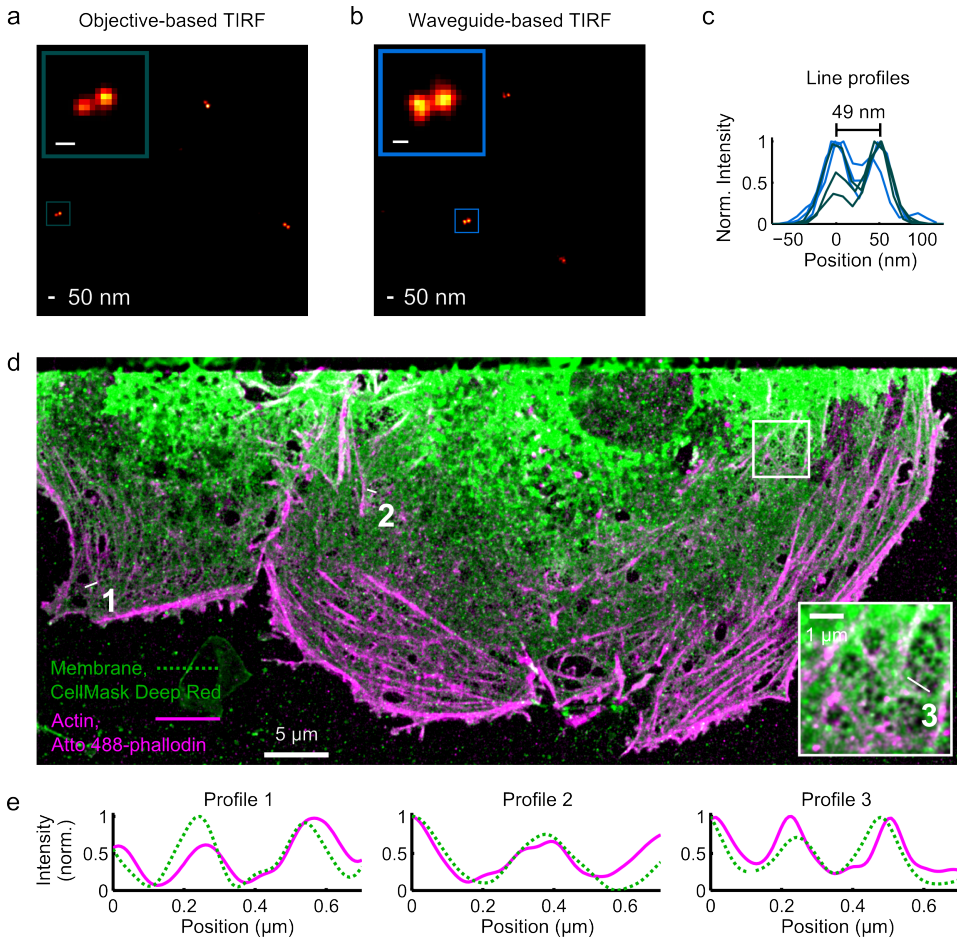 a
Objective-based TIRF
50 nm
b
Waveguide-based TIRF
50 nm
c
Line profiles
49 nm
Norm. Intensity
1
0.5
0
−50
0
50
100
Position (nm)
d
1
2
3
1 µm
Membrane,
CellMask Deep Red
Actin,
Atto-488-phallodin
5 µm
e
Profile 1
Intensity
(norm.)
1
0.5
0
0
0.2
0.4
0.6
Position (µm)
Profile 2
1
0.5
0
0
0.2
0.4
0.6
Position (µm)
Profile 3
1
0.5
0
0
0.2
0.4
0.6
Position (µm)